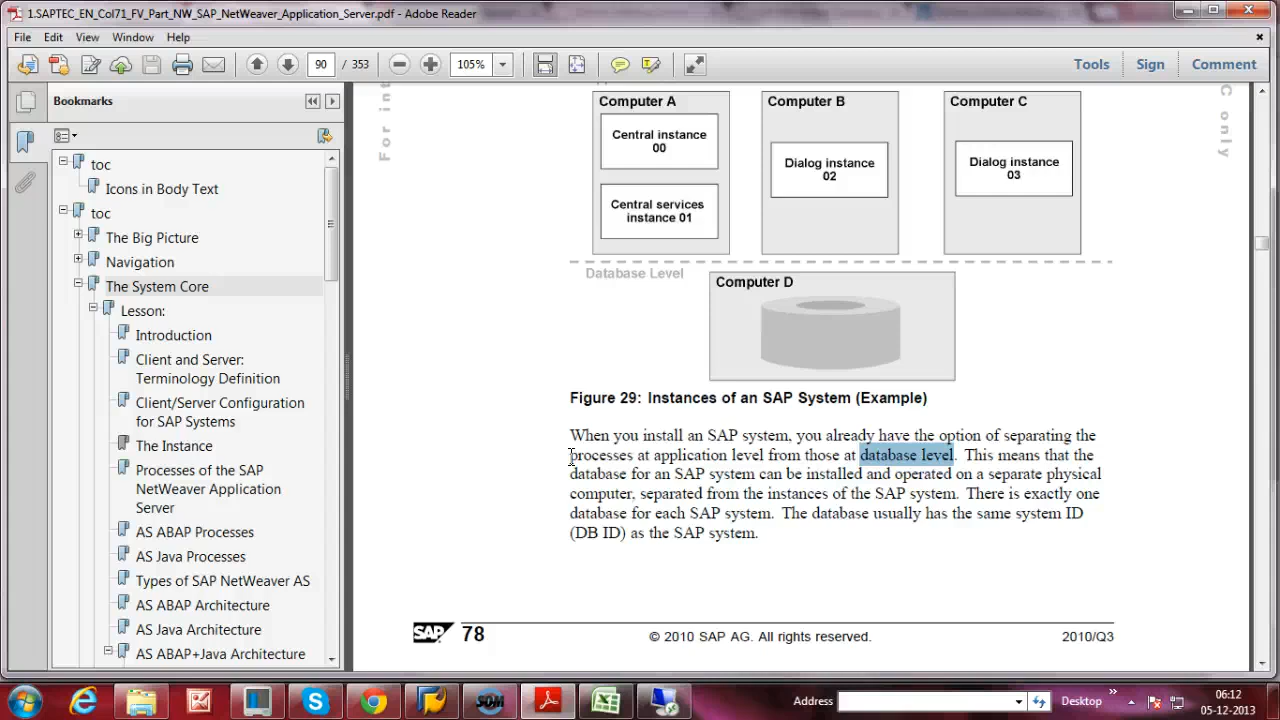 1.SAPTEC_EN_Col71_FV_Part_NW_SAP_NetWeaver_Application_Server.pdf - Adobe Reader
File Edit View Window Help
90 / 353 105% Tools Sign Comment
Bookmarks
toc
Icons in Body Text
toc
The Big Picture
Navigation
The System Core
Lesson:
Introduction
Client and Server:
Terminology Definition
Client/Server Configuration
for SAP Systems
The Instance
Processes of the SAP
NetWeaver Application
Server
AS ABAP Processes
AS Java Processes
Types of SAP NetWeaver AS
AS ABAP Architecture
AS Java Architecture
AS ABAP+Java Architecture
For int
C only
Computer A
Central instance
00
Central services
instance 01
Computer B
Dialog instance
02
Computer C
Dialog instance
03
Database Level
Computer D
Figure 29: Instances of an SAP System (Example)
When you install an SAP system, you already have the option of separating the
processes at application level from those at database level. This means that the
database for an SAP system can be installed and operated on a separate physical
computer, separated from the instances of the SAP system. There is exactly one
database for each SAP system. The database usually has the same system ID
(DB ID) as the SAP system.
SAP 78 © 2010 SAP AG. All rights reserved. 2010/Q3
SDM
Address Desktop
06:12
05-12-2013